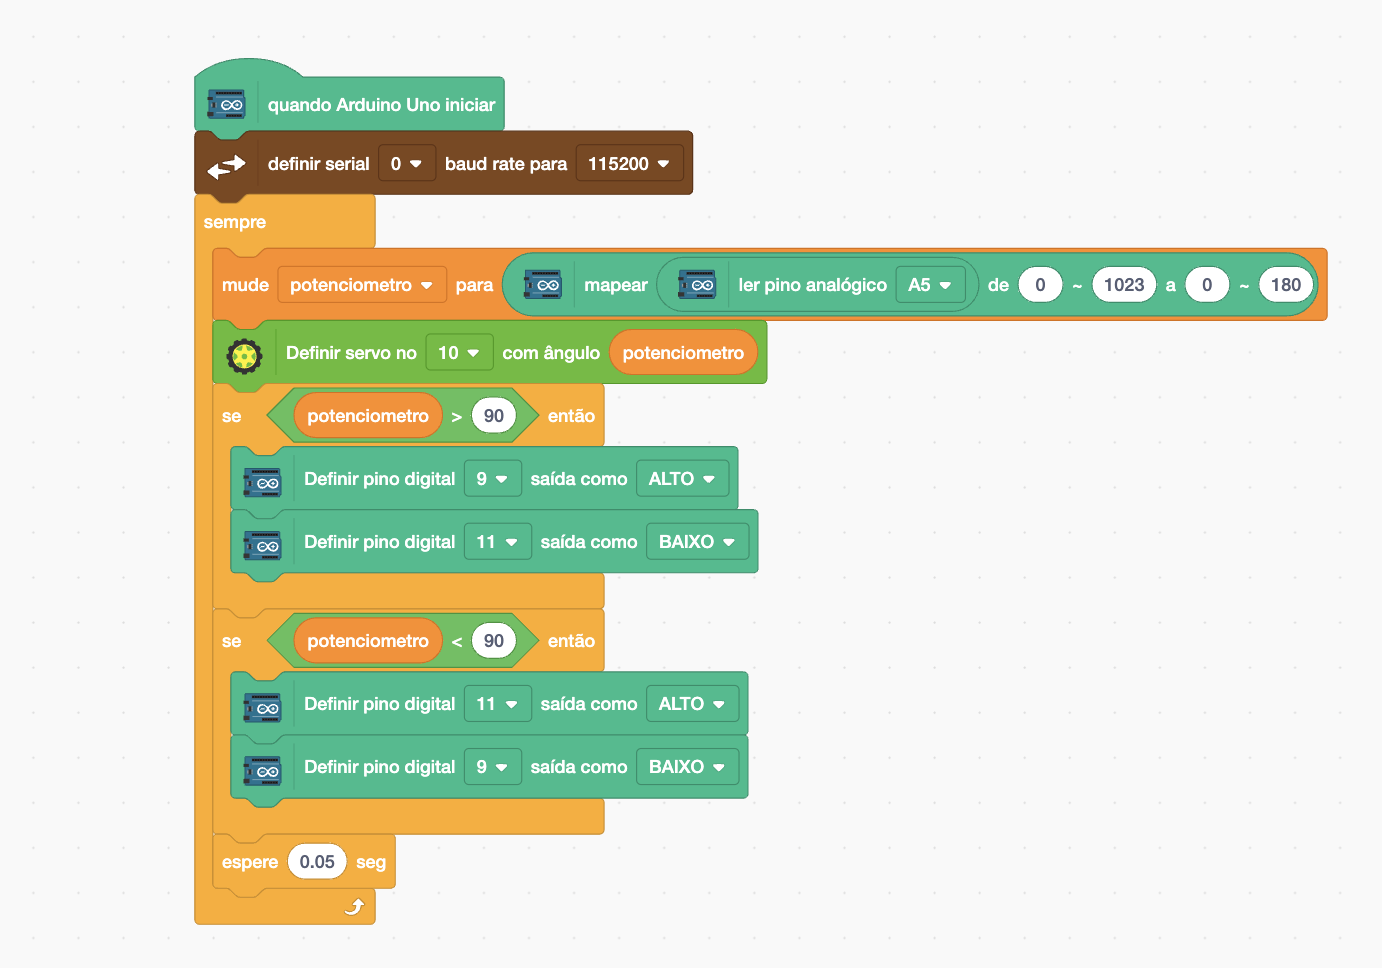 quando Arduino Uno iniciar
definir serial 0 baud rate para 115200
sempre
mude potenciometro para mapear ler pino analógico A5 de 0 ~ 1023 a 0 ~ 180
Definir servo no 10 com ângulo potenciometro
se potenciometro > 90 então
Definir pino digital 9 saída como ALTO
Definir pino digital 11 saída como BAIXO
se potenciometro < 90 então
Definir pino digital 11 saída como ALTO
Definir pino digital 9 saída como BAIXO
espere 0.05 seg